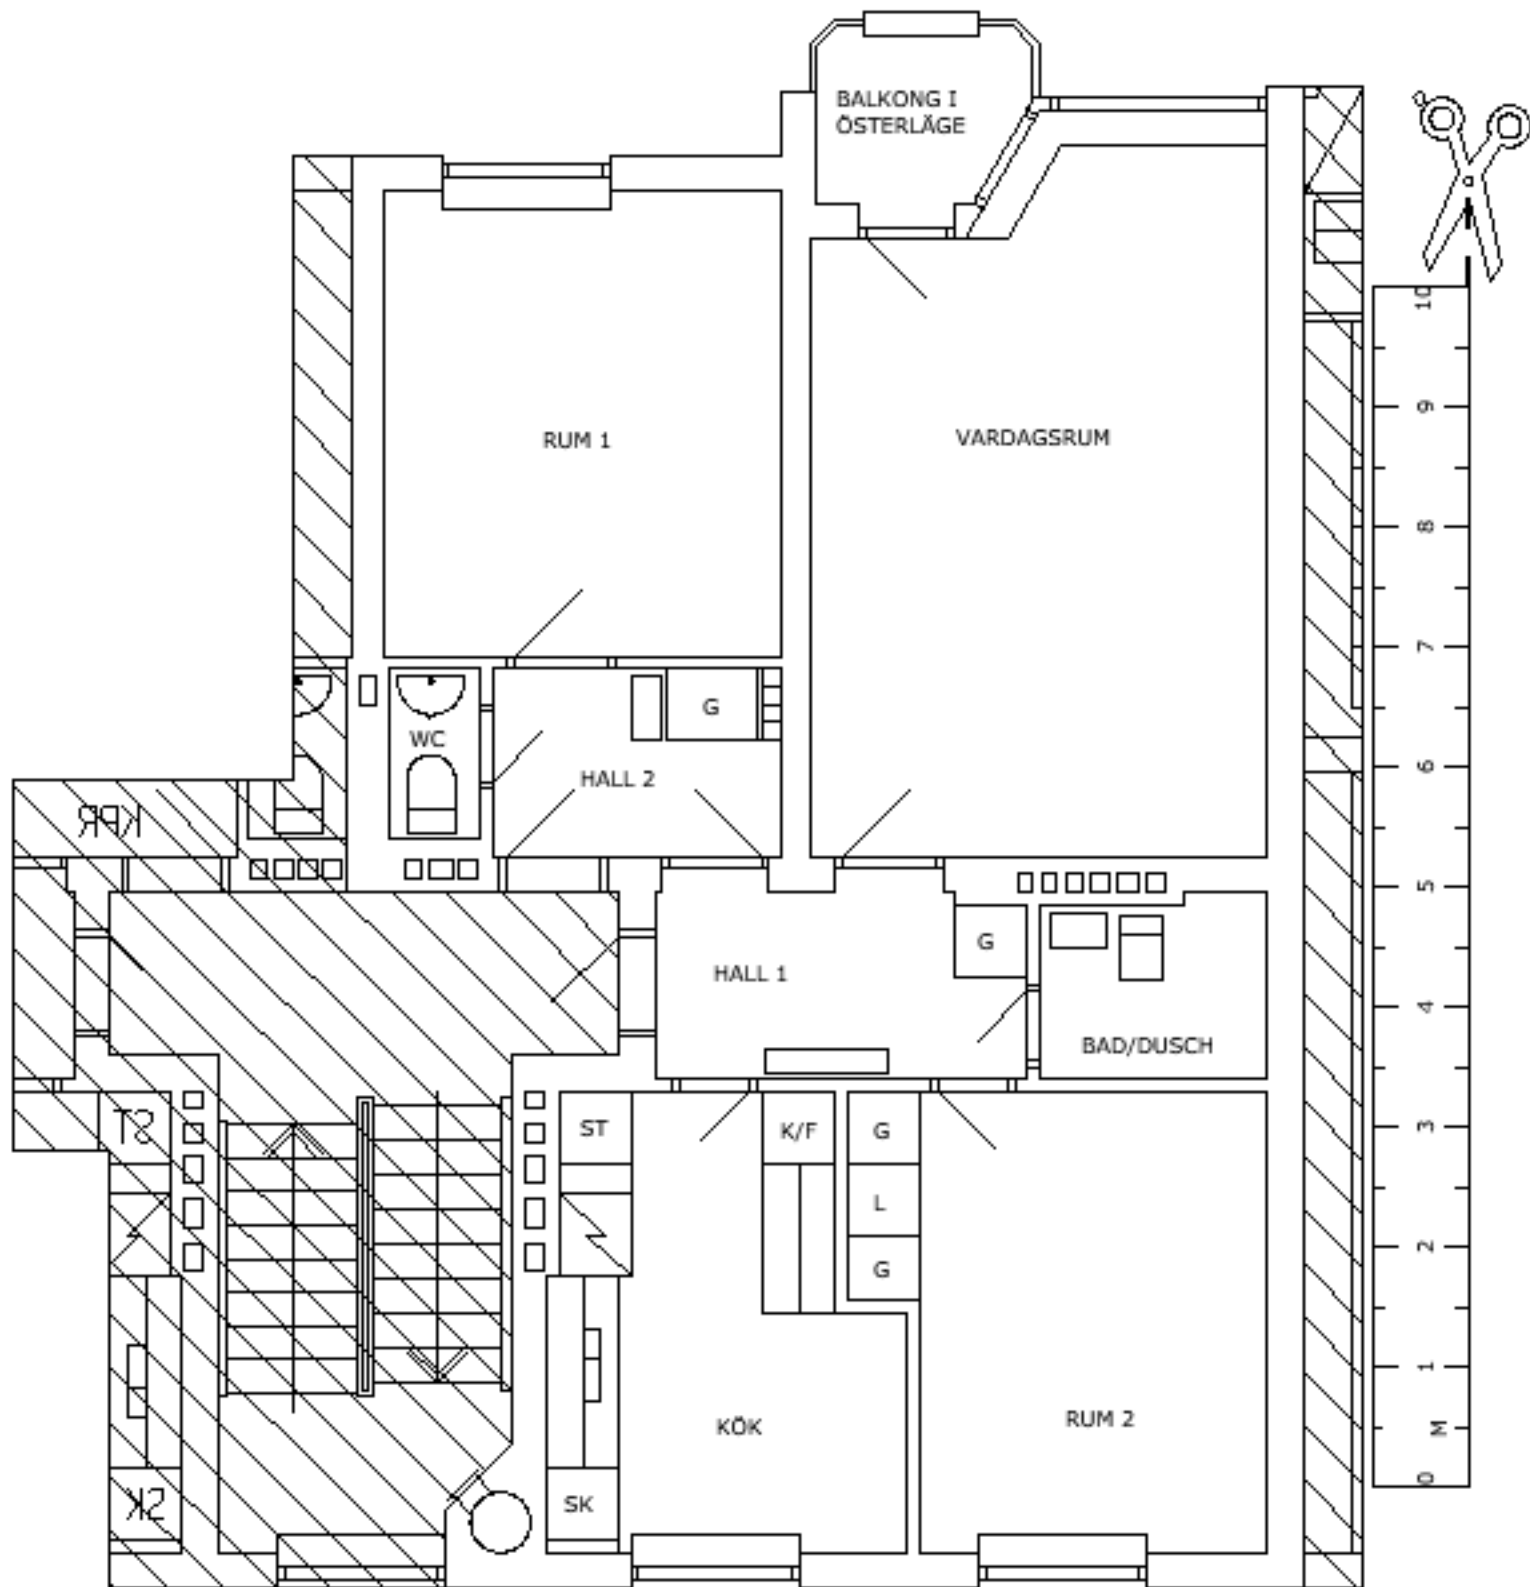 BALKONG I
ÖSTERLÄGE
RUM 1
VARDAGSRUM
G
WC
HALL 2
KPR
G
HALL 1
BAD/DUSCH
ST
ST
K/F
G
L
G
KÖK
RUM 2
SK
SK
10
9
8
7
6
5
4
3
2
1
M
0